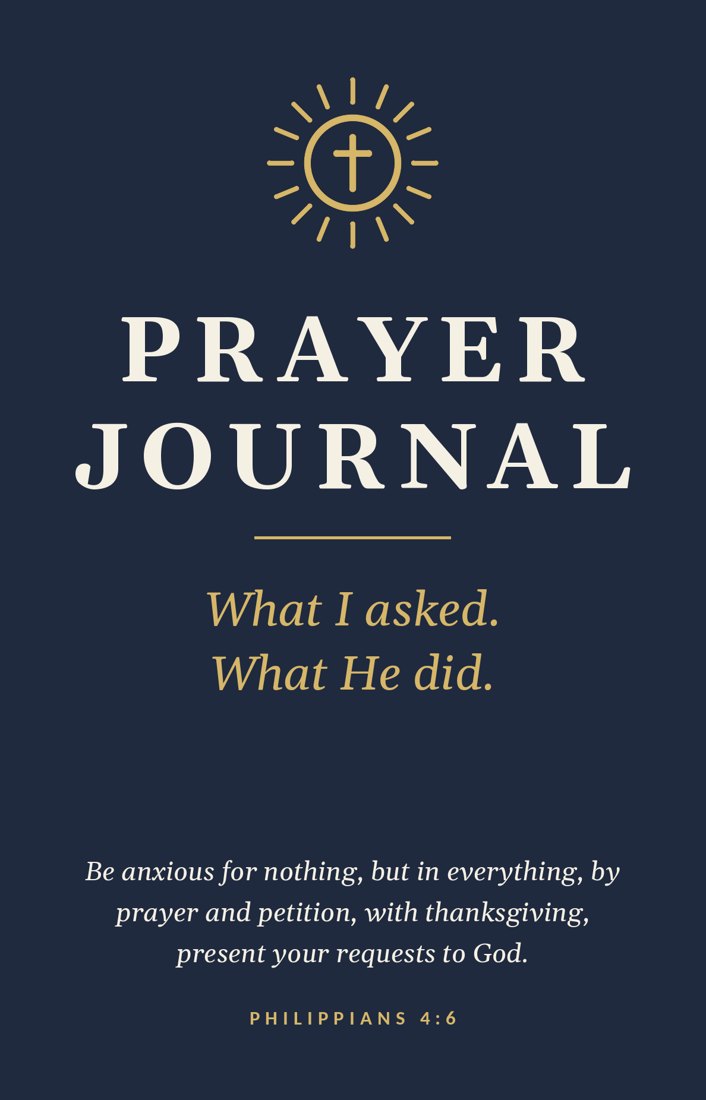 PRAYER
JOURNAL
What I asked.
What He did.
Be anxious for nothing, but in everything, by
prayer and petition, with thanksgiving,
present your requests to God.
PHILIPPIANS 4:6